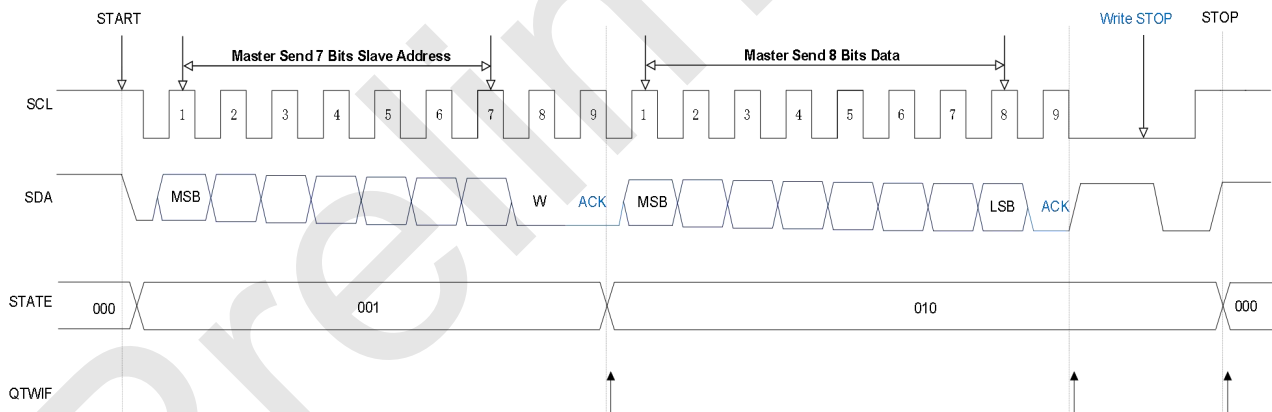 START Write STOP STOP
Master Send 7 Bits Slave Address Master Send 8 Bits Data
SCL 1 2 3 4 5 6 7 8 9 1 2 3 4 5 6 7 8 9
SDA MSB W ACK MSB LSB ACK
STATE 000 001 010 000
QTWIF
Prelim